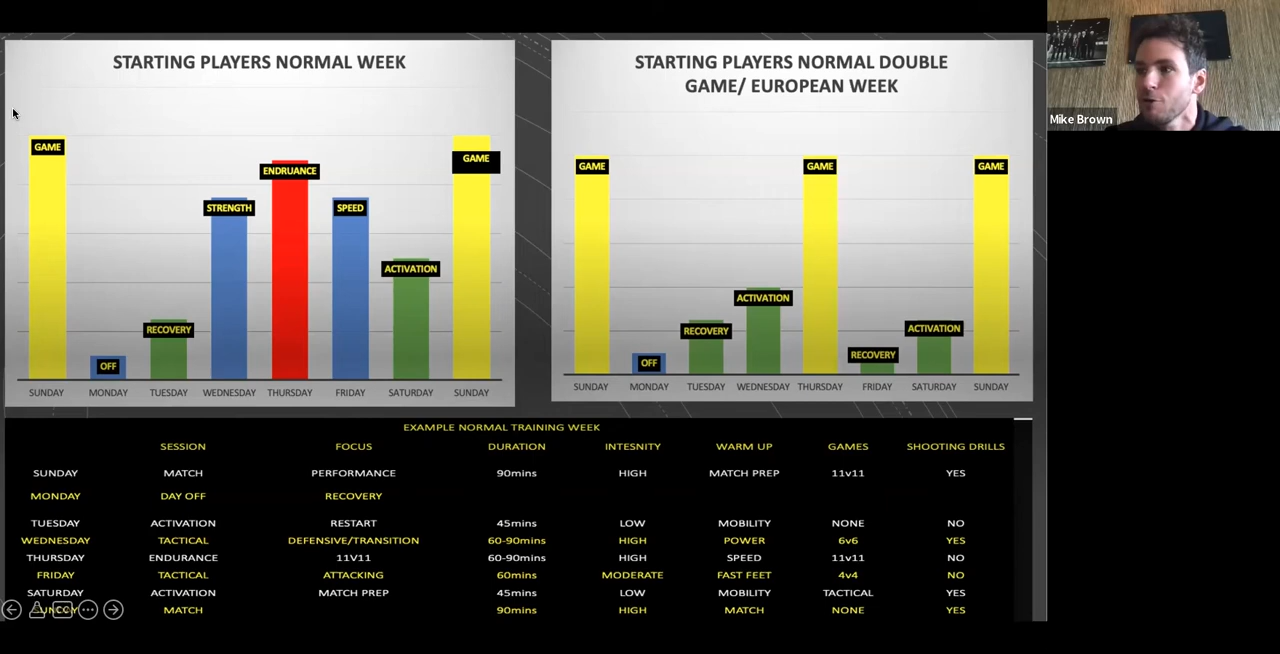 STARTING PLAYERS NORMAL WEEK
GAME
GAME
ENDRUANCE
STRENGTH
SPEED
ACTIVATION
RECOVERY
OFF
SUNDAY MONDAY TUESDAY WEDNESDAY THURSDAY FRIDAY SATURDAY SUNDAY
STARTING PLAYERS NORMAL DOUBLE
GAME/ EUROPEAN WEEK
GAME GAME GAME
ACTIVATION
RECOVERY
ACTIVATION
RECOVERY
OFF
SUNDAY MONDAY TUESDAY WEDNESDAY THURSDAY FRIDAY SATURDAY SUNDAY
Mike Brown
EXAMPLE NORMAL TRAINING WEEK
SESSION FOCUS DURATION INTESNITY WARM UP GAMES SHOOTING DRILLS
SUNDAY MATCH PERFORMANCE 90mins HIGH MATCH PREP 11v11 YES
MONDAY DAY OFF RECOVERY
TUESDAY ACTIVATION RESTART 45mins LOW MOBILITY NONE NO
WEDNESDAY TACTICAL DEFENSIVE/TRANSITION 60-90mins HIGH POWER 6v6 YES
THURSDAY ENDURANCE 11V11 60-90mins HIGH SPEED 11v11 NO
FRIDAY TACTICAL ATTACKING 60mins MODERATE FAST FEET 4v4 NO
SATURDAY ACTIVATION MATCH PREP 45mins LOW MOBILITY TACTICAL YES
SUNDAY MATCH 90mins HIGH MATCH NONE YES